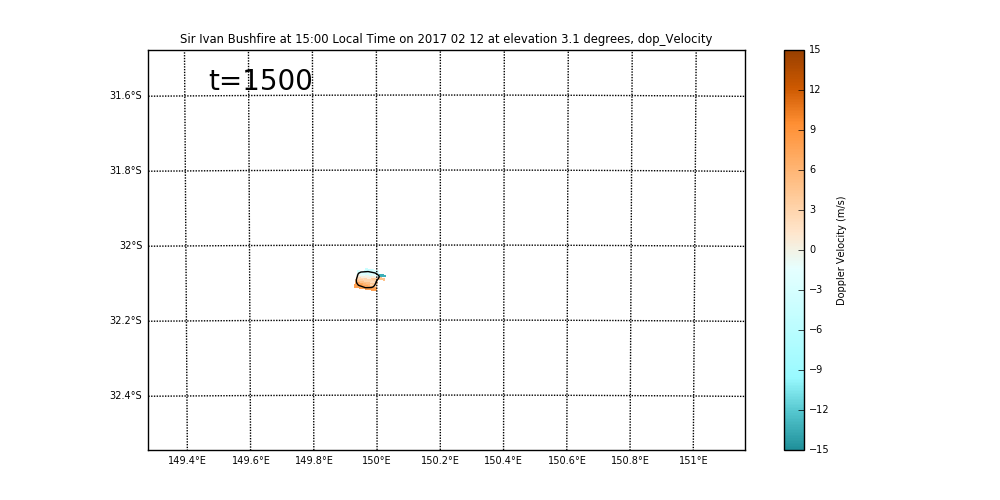 Sir Ivan Bushfire at 15:00 Local Time on 2017 02 12 at elevation 3.1 degrees, dop_Velocity
t=1500
31.6°S
31.8°S
32°S
32.2°S
32.4°S
149.4°E 149.6°E 149.8°E 150°E 150.2°E 150.4°E 150.6°E 150.8°E 151°E
15
12
9
6
3
0
−3
−6
−9
−12
−15
Doppler Velocity (m/s)